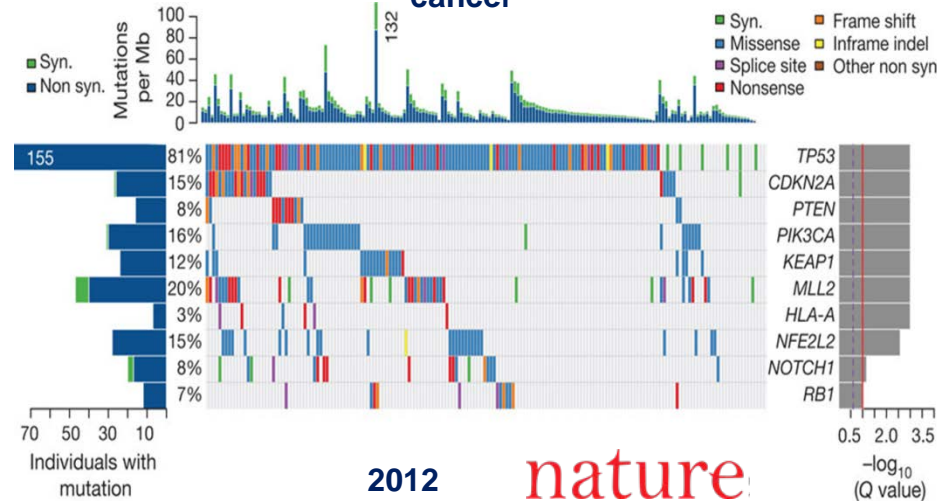 cancer
Mutations
per Mb
100
80
60
40
20
0
132
Syn.
Non syn.
Syn.
Missense
Splice site
Nonsense
Frame shift
Inframe indel
Other non syn
155
81% TP53
15% CDKN2A
8% PTEN
16% PIK3CA
12% KEAP1
20% MLL2
3% HLA-A
15% NFE2L2
8% NOTCH1
7% RB1
70 50 30 10
Individuals with
mutation
0.5 2.0 3.5
–log10
(Q value)
2012
nature